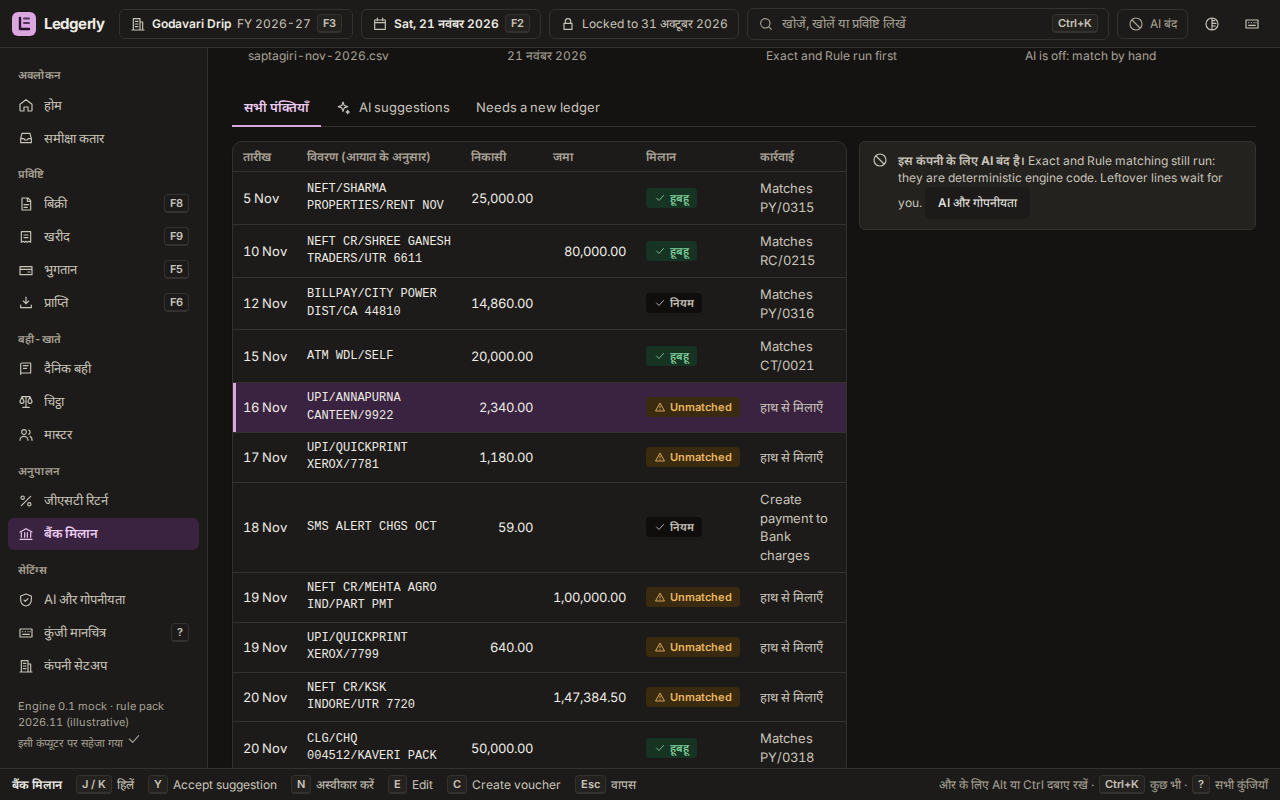 Ledgerly
Godavari Drip FY 2026-27 F3
Sat, 21 नवंबर 2026 F2
Locked to 31 अक्टूबर 2026
खोजें, खोलें या प्रविष्टि लिखें Ctrl+K
AI बंद
अवलोकन
होम
समीक्षा कतार
प्रविष्टि
बिक्री F8
खरीद F9
भुगतान F5
प्राप्ति F6
बही-खाते
दैनिक बही
चिट्ठा
मास्टर
अनुपालन
जीएसटी रिटर्न
बैंक मिलान
सेटिंग्स
AI और गोपनीयता
कुंजी मानचित्र ?
कंपनी सेटअप
Engine 0.1 mock · rule pack
2026.11 (illustrative)
इसी कंप्यूटर पर सहेजा गया
saptagiri-nov-2026.csv 21 नवंबर 2026 Exact and Rule run first AI is off: match by hand
सभी पंक्तियाँ AI suggestions Needs a new ledger
तारीख विवरण (आयात के अनुसार) निकासी जमा मिलान कार्रवाई
5 Nov NEFT/SHARMA PROPERTIES/RENT NOV 25,000.00 हूबहू Matches PY/0315
10 Nov NEFT CR/SHREE GANESH TRADERS/UTR 6611 80,000.00 हूबहू Matches RC/0215
12 Nov BILLPAY/CITY POWER DIST/CA 44810 14,860.00 नियम Matches PY/0316
15 Nov ATM WDL/SELF 20,000.00 हूबहू Matches CT/0021
16 Nov UPI/ANNAPURNA CANTEEN/9922 2,340.00 Unmatched हाथ से मिलाएँ
17 Nov UPI/QUICKPRINT XEROX/7781 1,180.00 Unmatched हाथ से मिलाएँ
18 Nov SMS ALERT CHGS OCT 59.00 नियम Create payment to Bank charges
19 Nov NEFT CR/MEHTA AGRO IND/PART PMT 1,00,000.00 Unmatched हाथ से मिलाएँ
19 Nov UPI/QUICKPRINT XEROX/7799 640.00 Unmatched हाथ से मिलाएँ
20 Nov NEFT CR/KSK INDORE/UTR 7720 1,47,384.50 Unmatched हाथ से मिलाएँ
20 Nov CLG/CHQ 004512/KAVERI PACK 50,000.00 हूबहू Matches PY/0318
इस कंपनी के लिए AI बंद है। Exact and Rule matching still run:
they are deterministic engine code. Leftover lines wait for
you. AI और गोपनीयता
बैंक मिलान J / K हिलें Y Accept suggestion N अस्वीकार करें E Edit C Create voucher Esc वापस
और के लिए Alt या Ctrl दबाए रखें · Ctrl+K कुछ भी · ? सभी कुंजियाँ